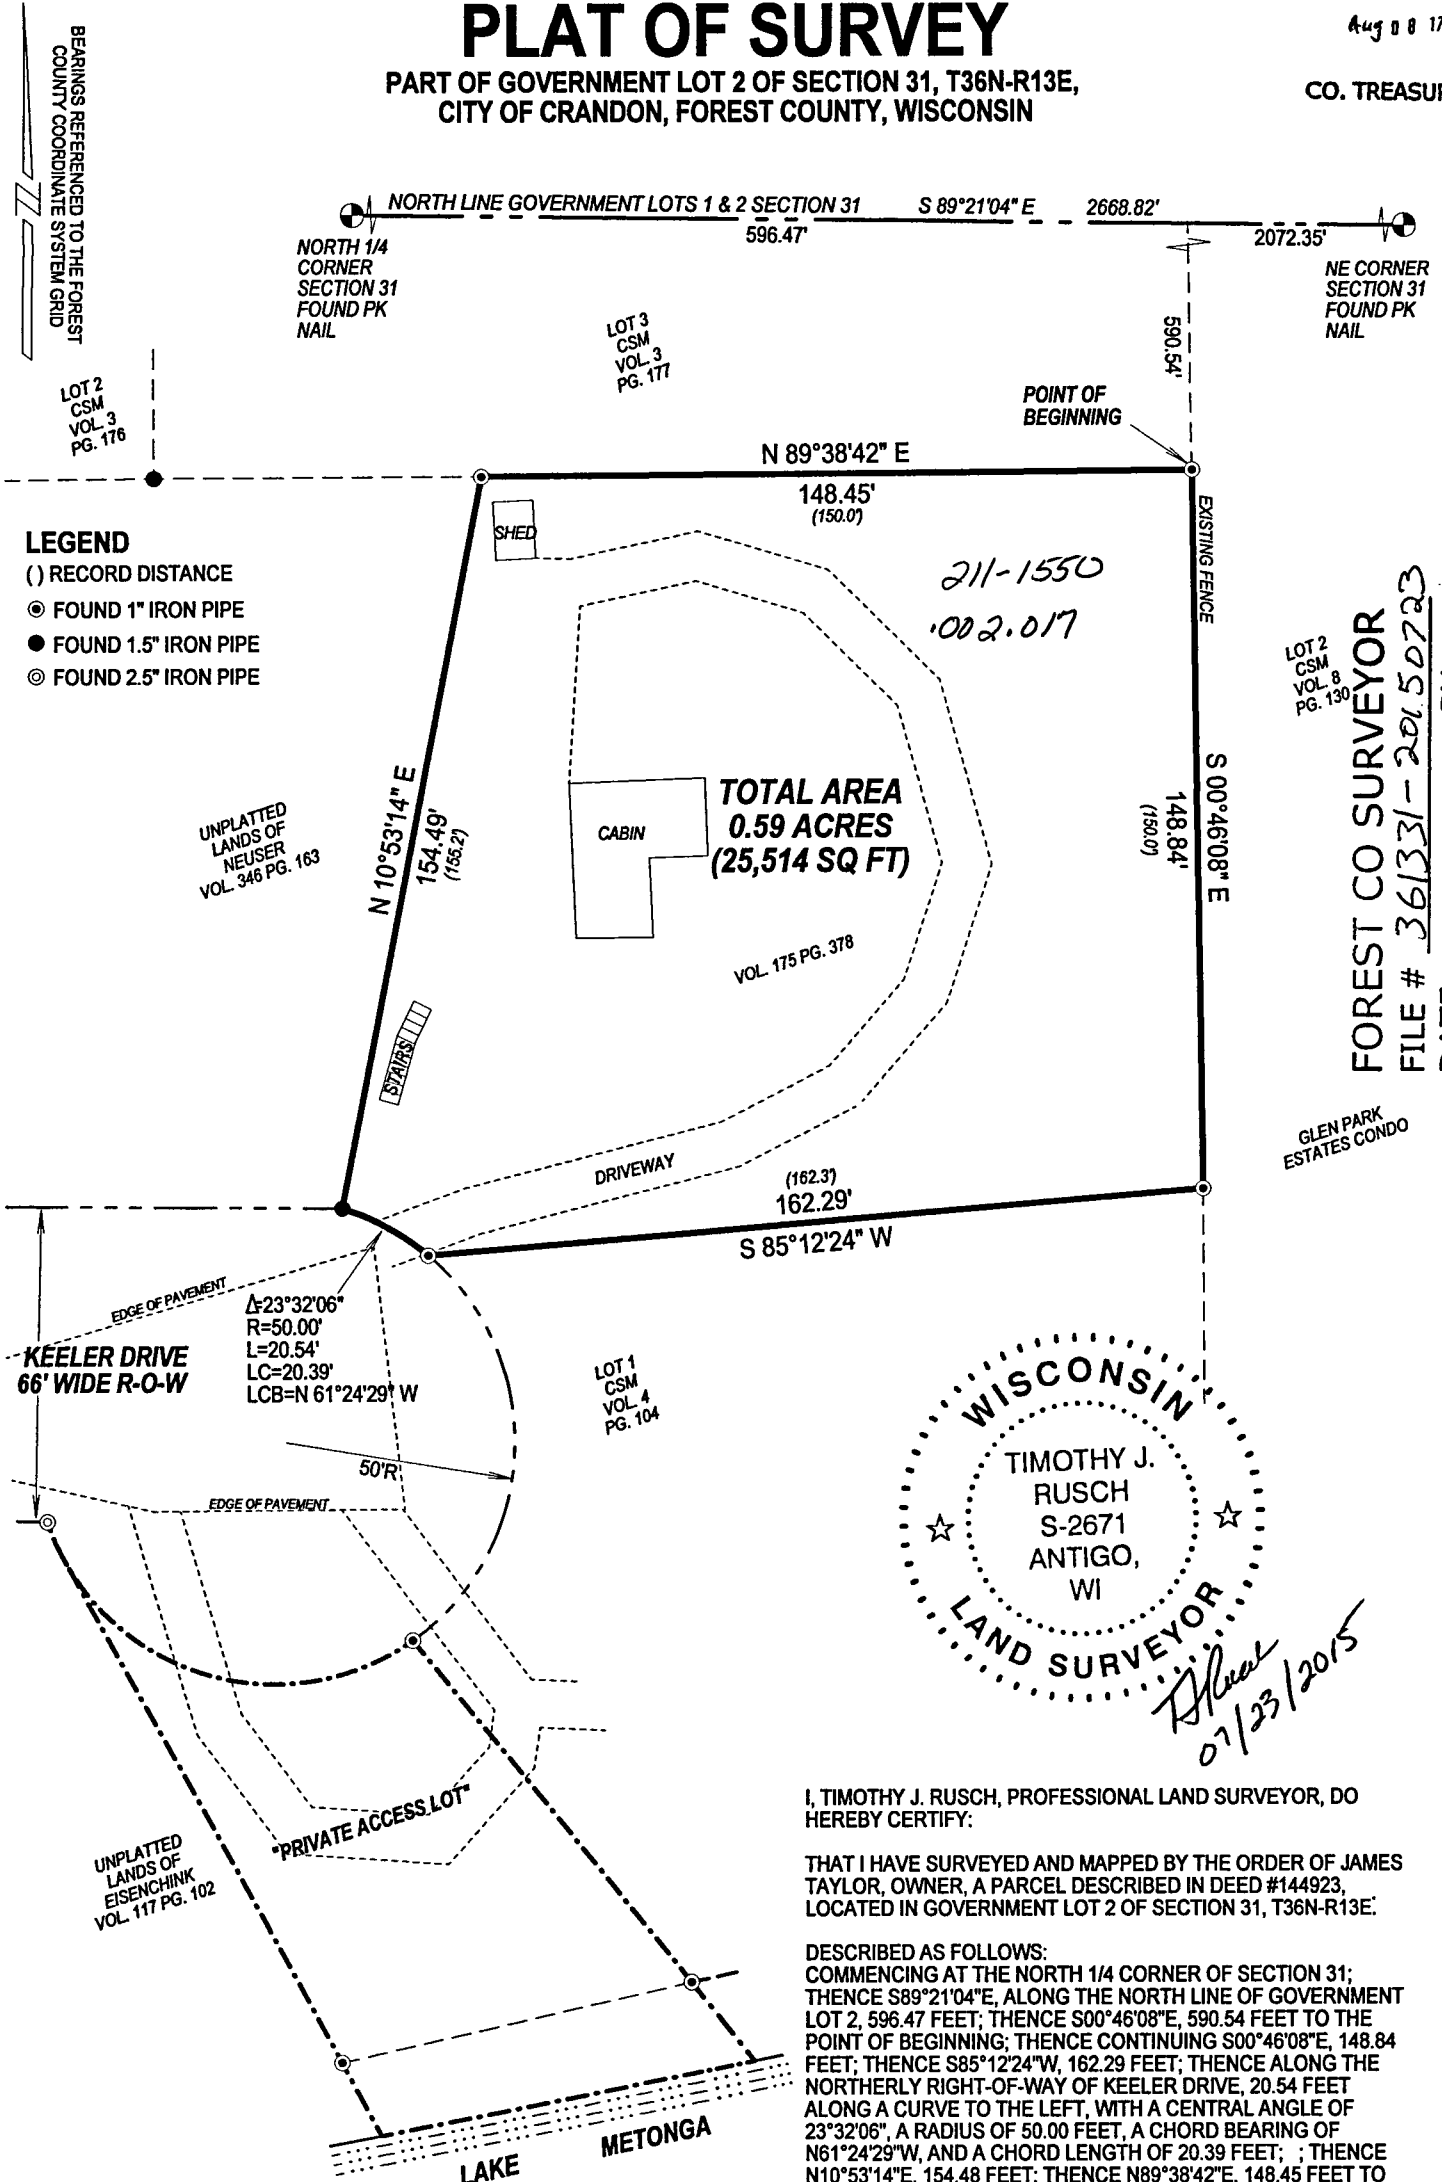 PLAT OF SURVEY
PART OF GOVERNMENT LOT 2 OF SECTION 31, T36N-R13E,
CITY OF CRANDON, FOREST COUNTY, WISCONSIN
Aug 08 17
CO. TREASU
BEARINGS REFERENCED TO THE FOREST
COUNTY COORDINATE SYSTEM GRID
N
NORTH LINE GOVERNMENT LOTS 1 & 2 SECTION 31 S 89°21'04" E 2668.82'
596.47'
2072.35'
NORTH 1/4
CORNER
SECTION 31
FOUND PK
NAIL
NE CORNER
SECTION 31
FOUND PK
NAIL
590.54'
LOT 3
CSM
VOL. 3
PG. 177
LOT 2
CSM
VOL. 3
PG. 176
POINT OF
BEGINNING
N 89°38'42" E
148.45'
(150.0')
SHED
EXISTING FENCE
LEGEND
( ) RECORD DISTANCE
FOUND 1" IRON PIPE
FOUND 1.5" IRON PIPE
FOUND 2.5" IRON PIPE
211-1550
.002.017
LOT 2
CSM
VOL. 8
PG. 130
FOREST CO SURVEYOR
FILE # 361331-20150723
N 10°53'14" E
154.49'
(155.2')
UNPLATTED
LANDS OF
NEUSER
VOL. 346 PG. 163
CABIN
TOTAL AREA
0.59 ACRES
(25,514 SQ FT)
S 00°46'08" E
148.84'
(150.0')
VOL. 175 PG. 378
STAIRS
DRIVEWAY
(162.3')
162.29'
S 85°12'24" W
GLEN PARK
ESTATES CONDO
EDGE OF PAVEMENT
Δ=23°32'06"
R=50.00'
L=20.54'
LC=20.39'
LCB=N 61°24'29" W
KEELER DRIVE
66' WIDE R-O-W
LOT 1
CSM
VOL. 4
PG. 104
50'R
EDGE OF PAVEMENT
WISCONSIN
TIMOTHY J.
RUSCH
S-2671
ANTIGO,
WI
LAND SURVEYOR
07/23/2015
"PRIVATE ACCESS LOT"
UNPLATTED
LANDS OF
EISENCHINK
VOL. 117 PG. 102
LAKE METONGA
I, TIMOTHY J. RUSCH, PROFESSIONAL LAND SURVEYOR, DO
HEREBY CERTIFY:
THAT I HAVE SURVEYED AND MAPPED BY THE ORDER OF JAMES
TAYLOR, OWNER, A PARCEL DESCRIBED IN DEED #144923,
LOCATED IN GOVERNMENT LOT 2 OF SECTION 31, T36N-R13E.
DESCRIBED AS FOLLOWS:
COMMENCING AT THE NORTH 1/4 CORNER OF SECTION 31;
THENCE S89°21'04"E, ALONG THE NORTH LINE OF GOVERNMENT
LOT 2, 596.47 FEET; THENCE S00°46'08"E, 590.54 FEET TO THE
POINT OF BEGINNING; THENCE CONTINUING S00°46'08"E, 148.84
FEET; THENCE S85°12'24"W, 162.29 FEET; THENCE ALONG THE
NORTHERLY RIGHT-OF-WAY OF KEELER DRIVE, 20.54 FEET
ALONG A CURVE TO THE LEFT, WITH A CENTRAL ANGLE OF
23°32'06", A RADIUS OF 50.00 FEET, A CHORD BEARING OF
N61°24'29"W, AND A CHORD LENGTH OF 20.39 FEET; ; THENCE
N10°53'14"E, 154.48 FEET; THENCE N89°38'42"E, 148.45 FEET TO